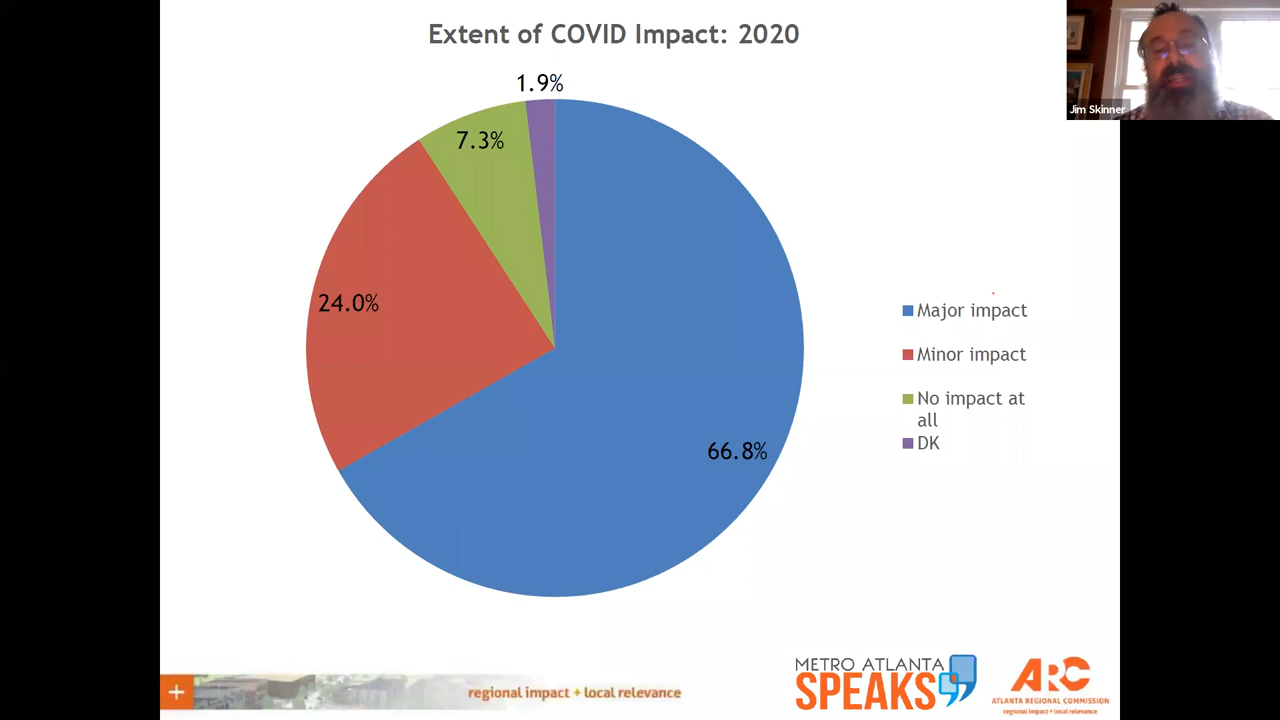 Extent of COVID Impact: 2020
Jim Skinner
1.9%
7.3%
24.0%
66.8%
Major impact
Minor impact
No impact at
all
DK
regional impact + local relevance
METRO ATLANTA
SPEAKS
ARC
ATLANTA REGIONAL COMMISSION
regional impact + local relevance